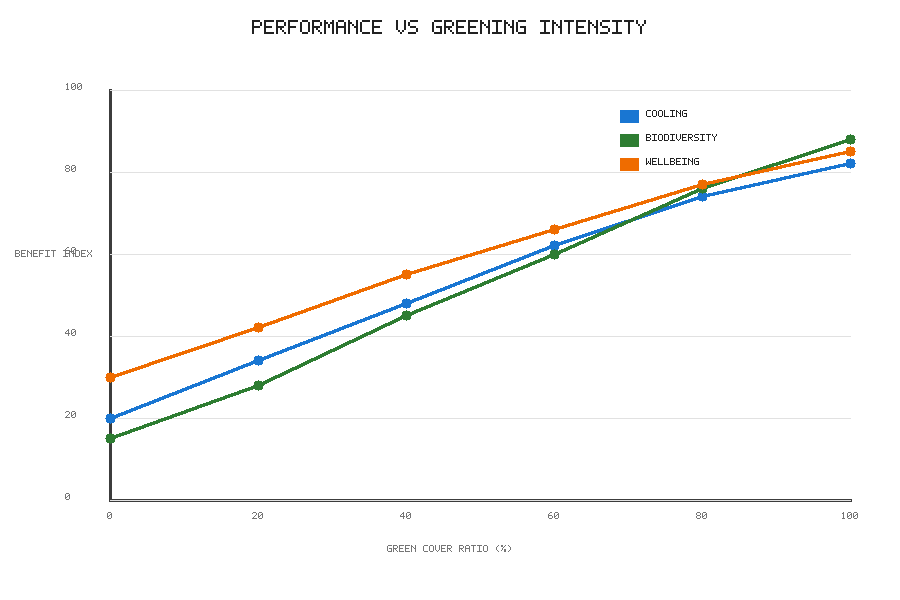 PERFORMANCE VS GREENING INTENSITY
100
COOLING
BIODIVERSITY
WELLBEING
80
60
BENEFIT INDEX
40
20
0
0 20 40 60 80 100
GREEN COVER RATIO (%)